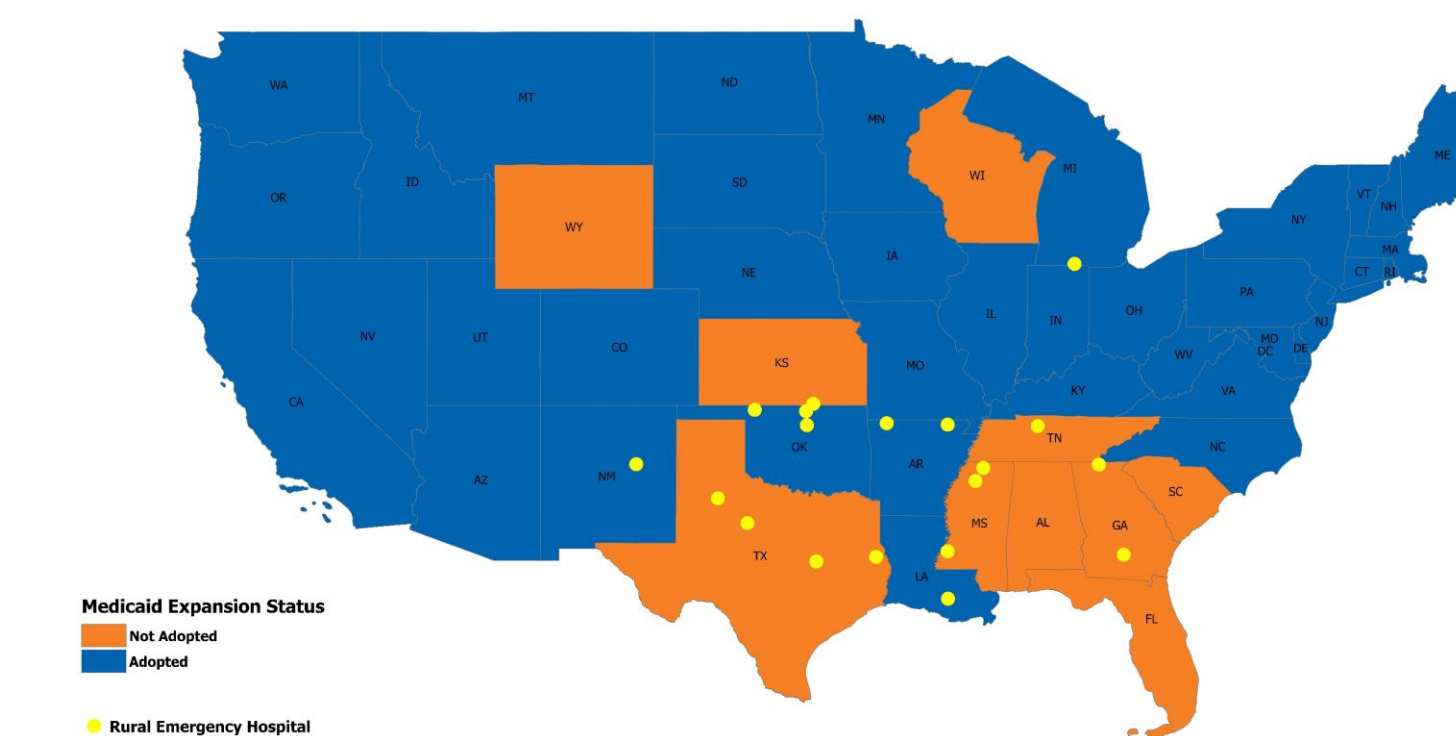 WA
MT
ND
MN
ME
OR
ID
SD
WI
MI
VT
NH
NY
WY
MA
CT RI
IA
NE
PA
NV
UT
CO
IL
IN
OH
NJ
MD
DC
DE
WV
VA
KS
MO
KY
CA
AZ
NM
OK
AR
TN
NC
SC
TX
LA
MS
AL
GA
FL
Medicaid Expansion Status
Not Adopted
Adopted
Rural Emergency Hospital